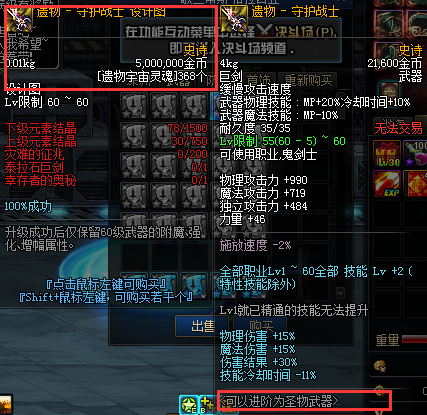 遗物 - 守护战士 设计图
史诗
0.01kg
5,000,000金币
[遗物宇宙灵魂]368个
设计图
Lv限制 60 ~ 60
下级元素结晶 78/1500
上级元素结晶 30/750
灾难的征兆 0/200
泰拉石巨剑 0/1
幸存者的奥秘 0/1
100%成功
升级成功后仅保留60级武器的附魔、强
化、增幅属性。
『点击鼠标左键可购买』
『Shift+鼠标左键, 可购买若干个』
遗物 - 守护战士
史诗
4kg
21,600金币
巨剑
武器
缓慢攻击速度
武器物理技能 : MP+20%冷却时间+10%
武器魔法技能 : MP-10%
耐久度 35/35
无法交易
Lv限制 55(60 - 5) ~ 60
可使用职业,鬼剑士
物理攻击力 +990
魔法攻击力 +719
独立攻击力 +484
力量 +46
施放速度 -2%
全部职业Lv1 ~ 60全部 技能 Lv +2 (
特性技能除外)
Lv1就已精通的技能无法提升
物理伤害 +15%
魔法伤害 +15%
伤害结果 +30%
技能冷却时间 -11%
<可以进阶为圣物武器>
在功能动作菜单
决斗场(P),
即可进入决斗场频道.
首饰
重新购买
出售
购买
重量
EXP